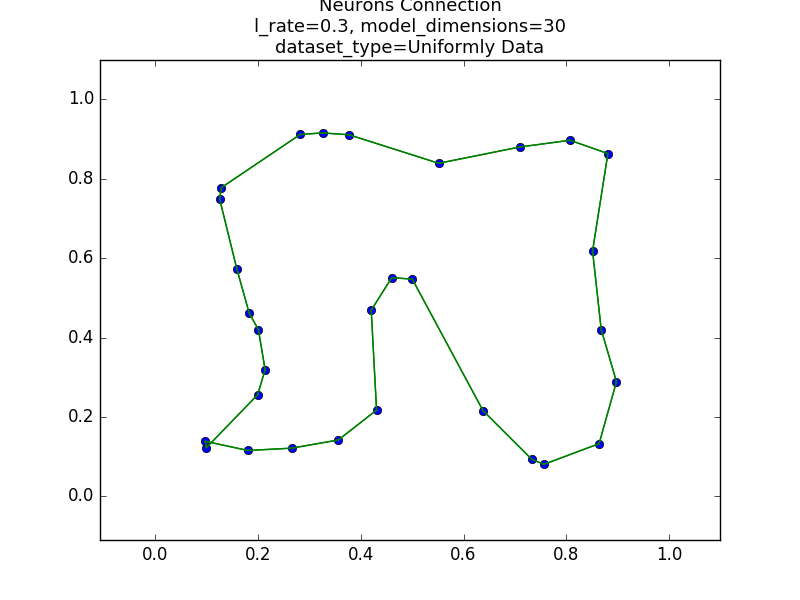 Neurons Connection
l_rate=0.3, model_dimensions=30
dataset_type=Uniformly Data
1.0
0.8
0.6
0.4
0.2
0.0
0.0 0.2 0.4 0.6 0.8 1.0